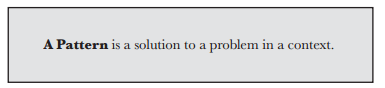 A Pattern is a solution to a problem in a context.